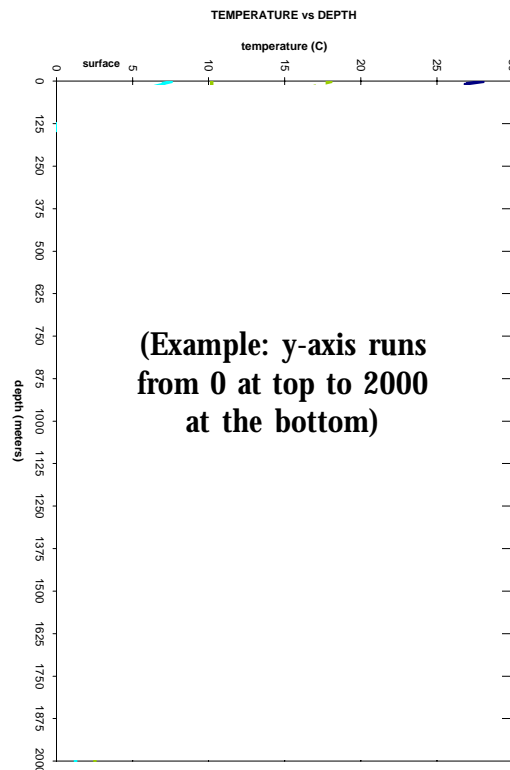 TEMPERATURE vs DEPTH
temperature (C)
surface
0 5 10 15 20 25 30
0
125
250
375
500
625
750
875
1000
1125
1250
1375
1500
1625
1750
1875
2000
depth (meters)
(Example: y-axis runs
from 0 at top to 2000
at the bottom)